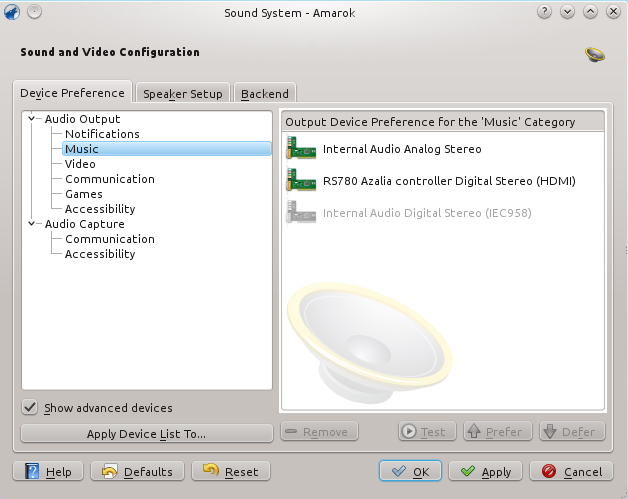 Sound System - Amarok
Sound and Video Configuration
Device Preference
Speaker Setup
Backend
Audio Output
Notifications
Music
Video
Communication
Games
Accessibility
Audio Capture
Communication
Accessibility
Show advanced devices
Apply Device List To...
Output Device Preference for the 'Music' Category
Internal Audio Analog Stereo
RS780 Azalia controller Digital Stereo (HDMI)
Internal Audio Digital Stereo (IEC958)
Remove
Test
Prefer
Defer
Help
Defaults
Reset
OK
Apply
Cancel